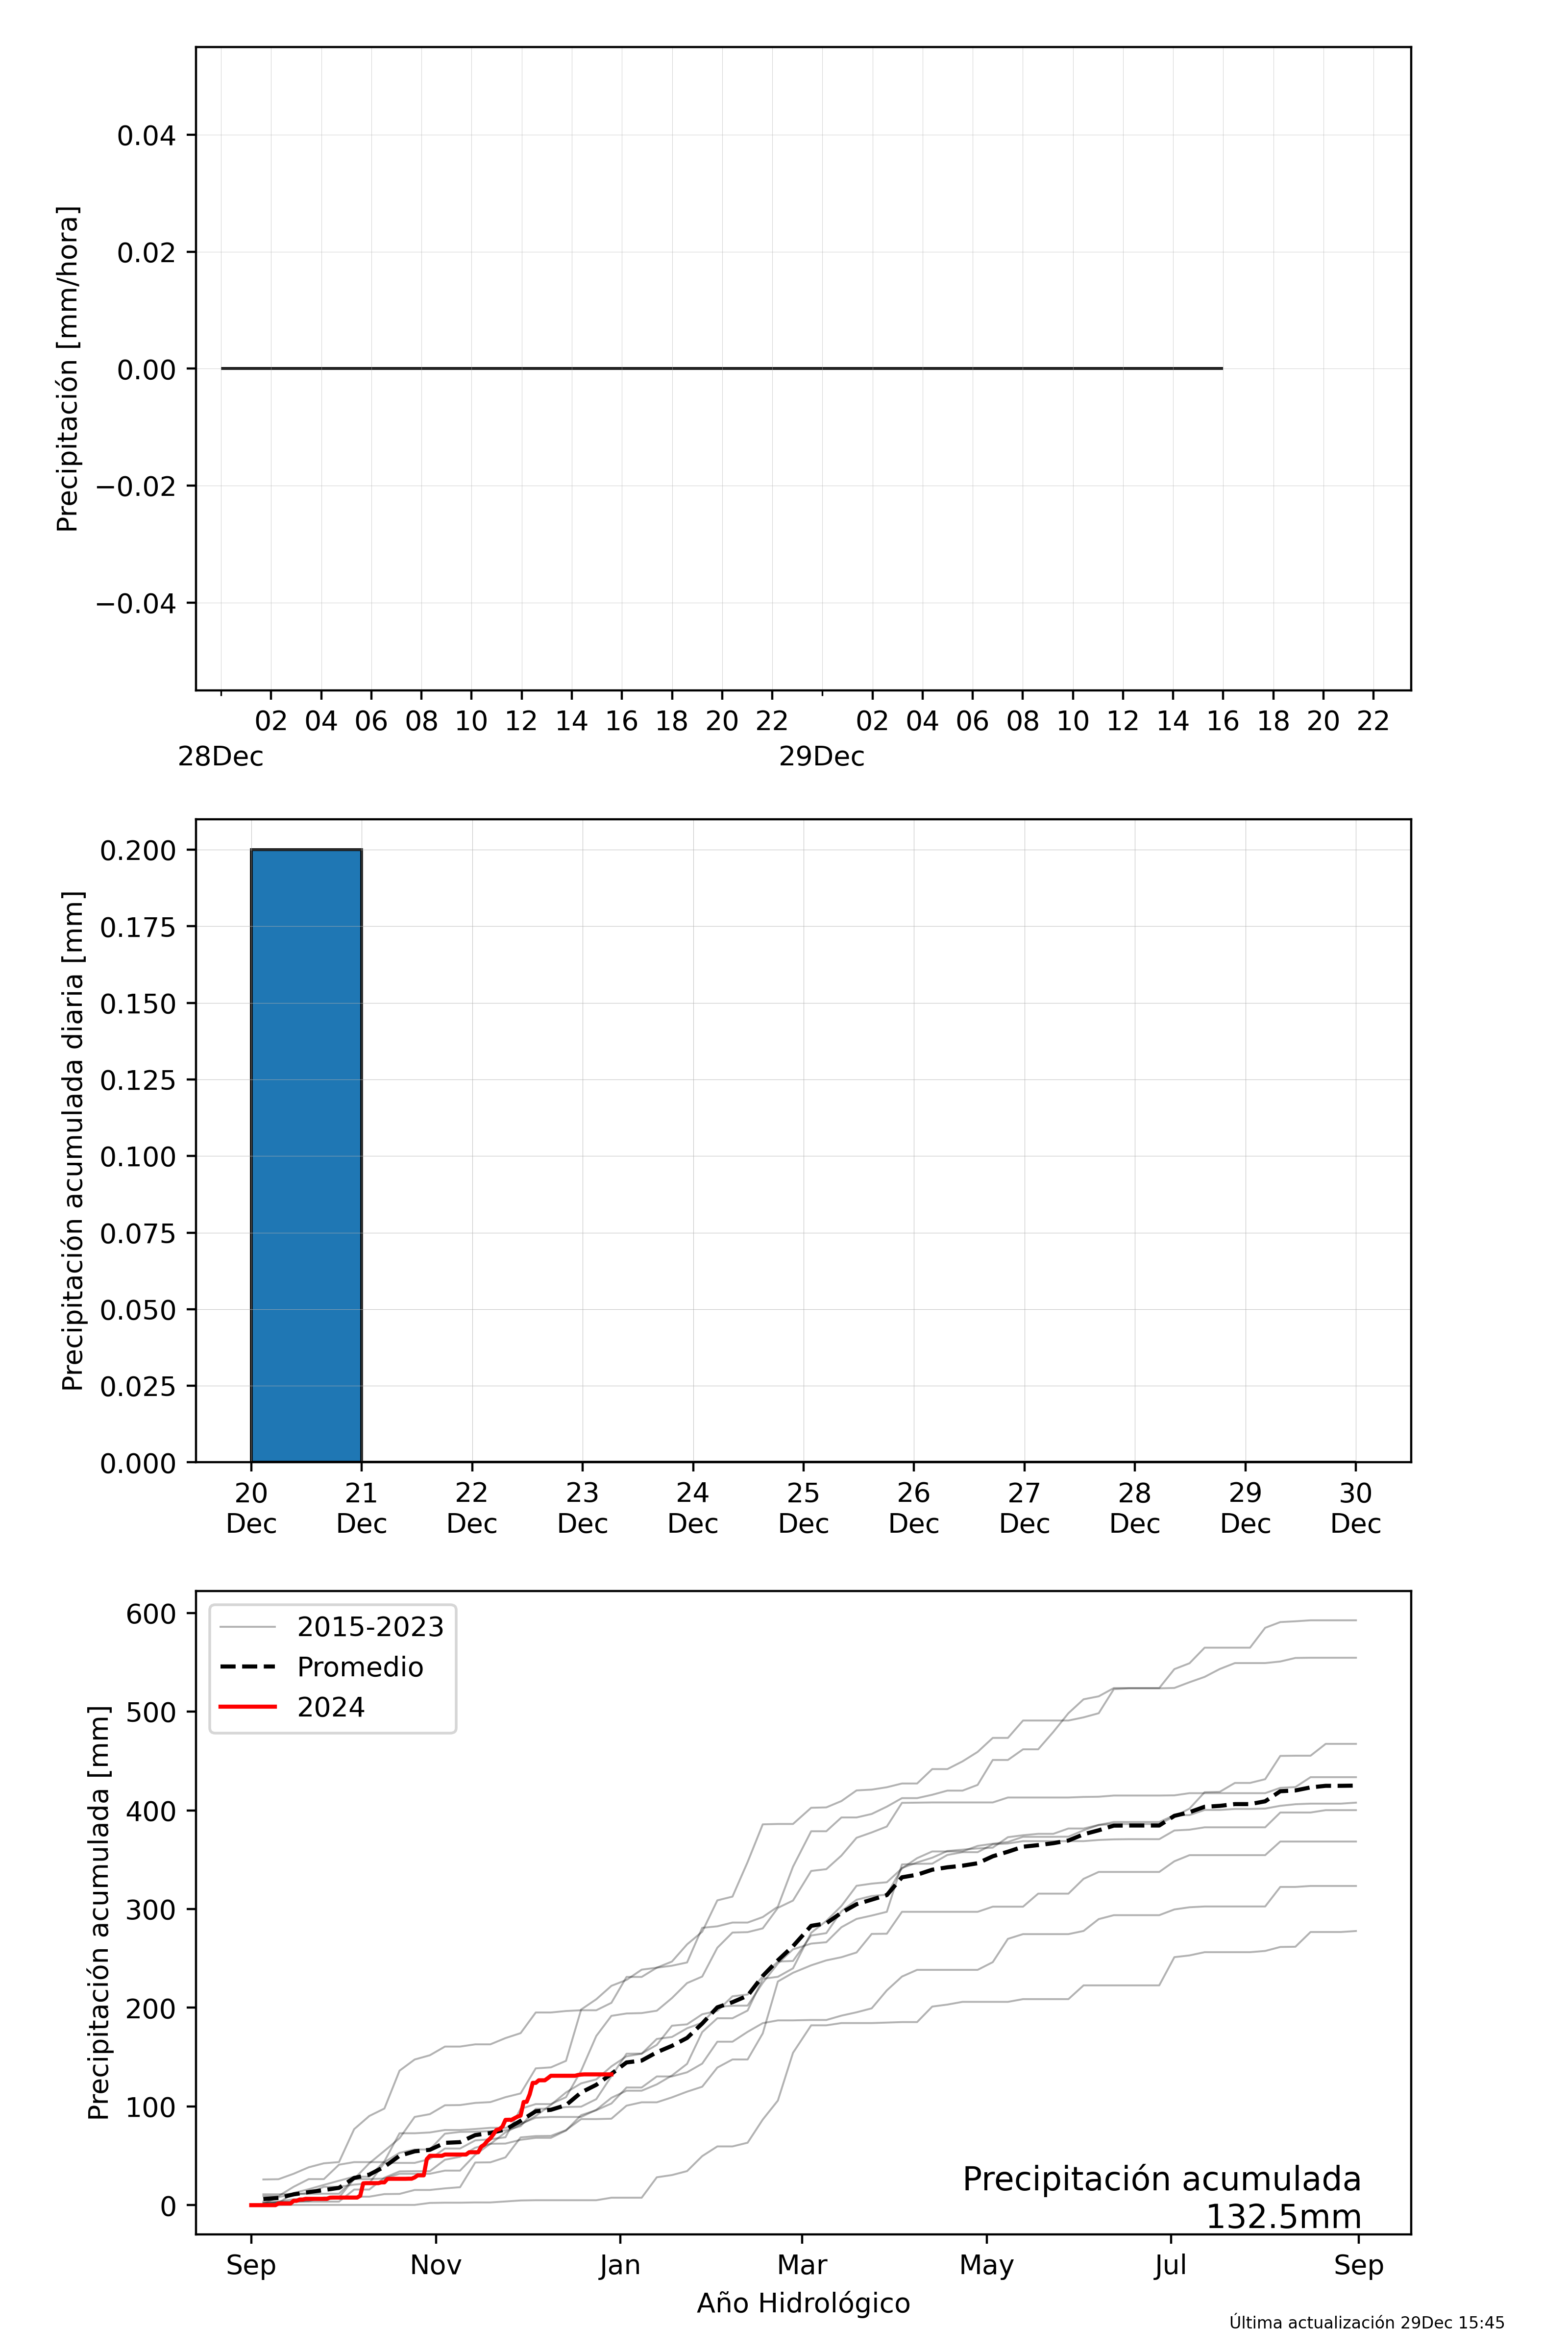 Precipitación [mm/hora]
0.04
0.02
0.00
−0.02
−0.04
02 04 06 08 10 12 14 16 18 20 22 02 04 06 08 10 12 14 16 18 20 22
28Dec 29Dec
Precipitación acumulada diaria [mm]
0.200
0.175
0.150
0.125
0.100
0.075
0.050
0.025
0.000
20 21 22 23 24 25 26 27 28 29 30
Dec Dec Dec Dec Dec Dec Dec Dec Dec Dec Dec
Precipitación acumulada [mm]
600
500
400
300
200
100
0
2015-2023
Promedio
2024
Precipitación acumulada
132.5mm
Sep Nov Jan Mar May Jul Sep
Año Hidrológico
Última actualización 29Dec 15:45